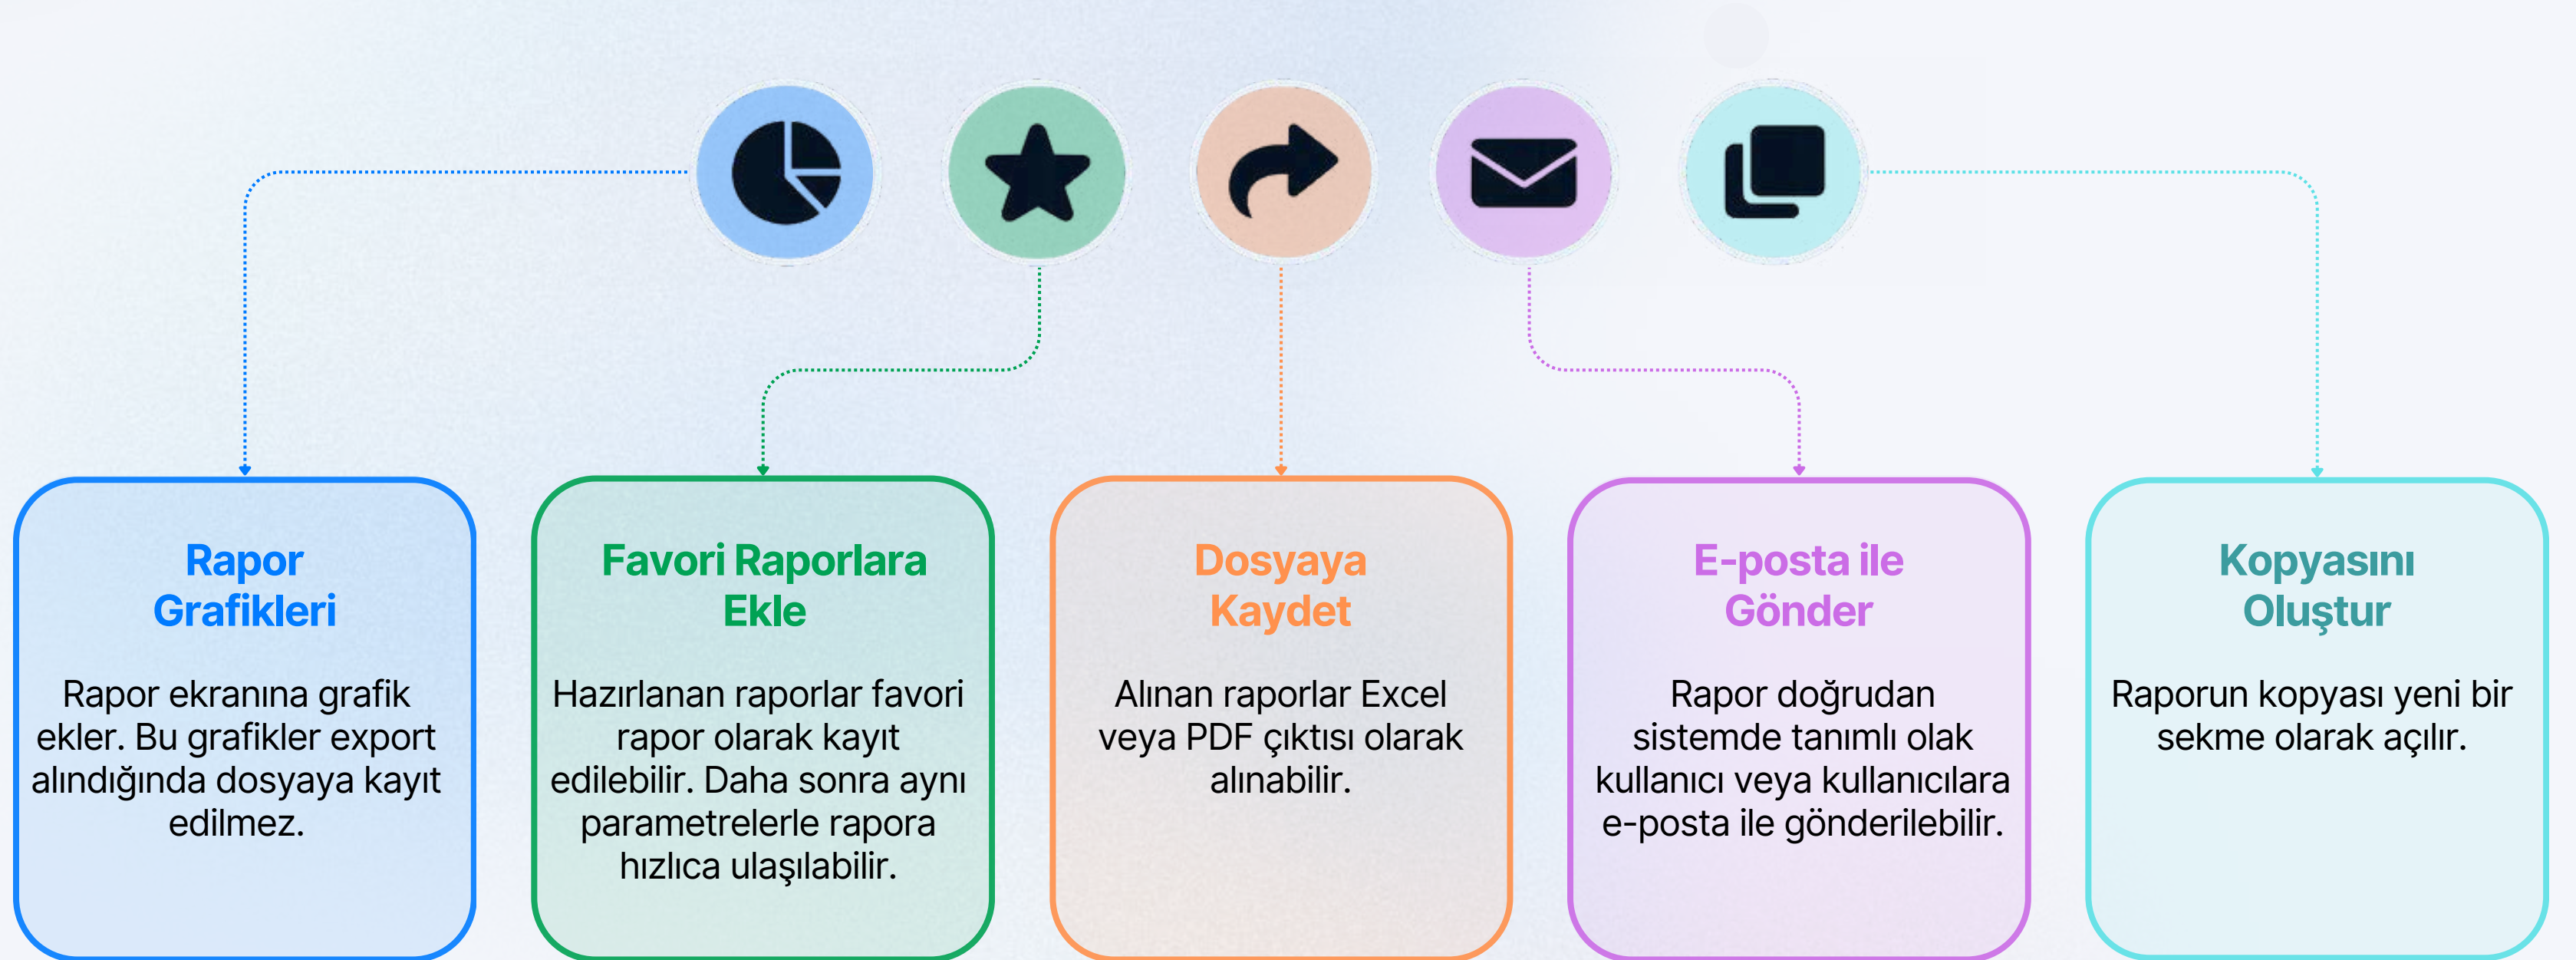 Rapor
Grafikleri
Rapor ekranına grafik
ekler. Bu grafikler export
alındığında dosyaya kayıt
edilmez.
Favori Raporlara
Ekle
Hazırlanan raporlar favori
rapor olarak kayıt
edilebilir. Daha sonra aynı
parametrelerle rapora
hızlıca ulaşılabilir.
Dosyaya
Kaydet
Alınan raporlar Excel
veya PDF çıktısı olarak
alınabilir.
E-posta ile
Gönder
Rapor doğrudan
sistemde tanımlı olak
kullanıcı veya kullanıcılara
e-posta ile gönderilebilir.
Kopyasını
Oluştur
Raporun kopyası yeni bir
sekme olarak açılır.